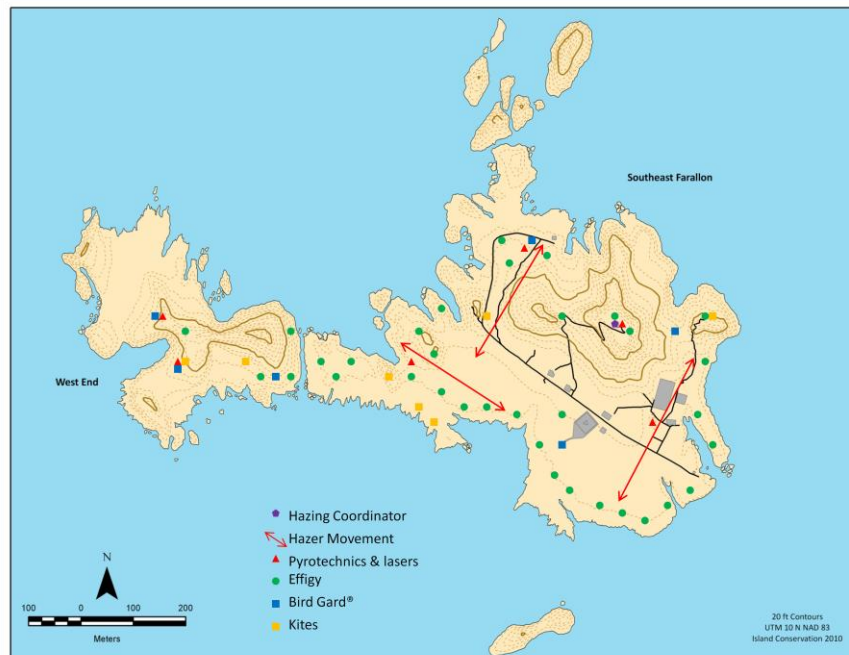 Southeast Farallon
West End
Hazing Coordinator
Hazer Movement
Pyrotechnics & lasers
Effigy
Bird Gard®
Kites
N
100 0 100 200
Meters
20 ft Contours
UTM 10 N NAD 83
Island Conservation 2010